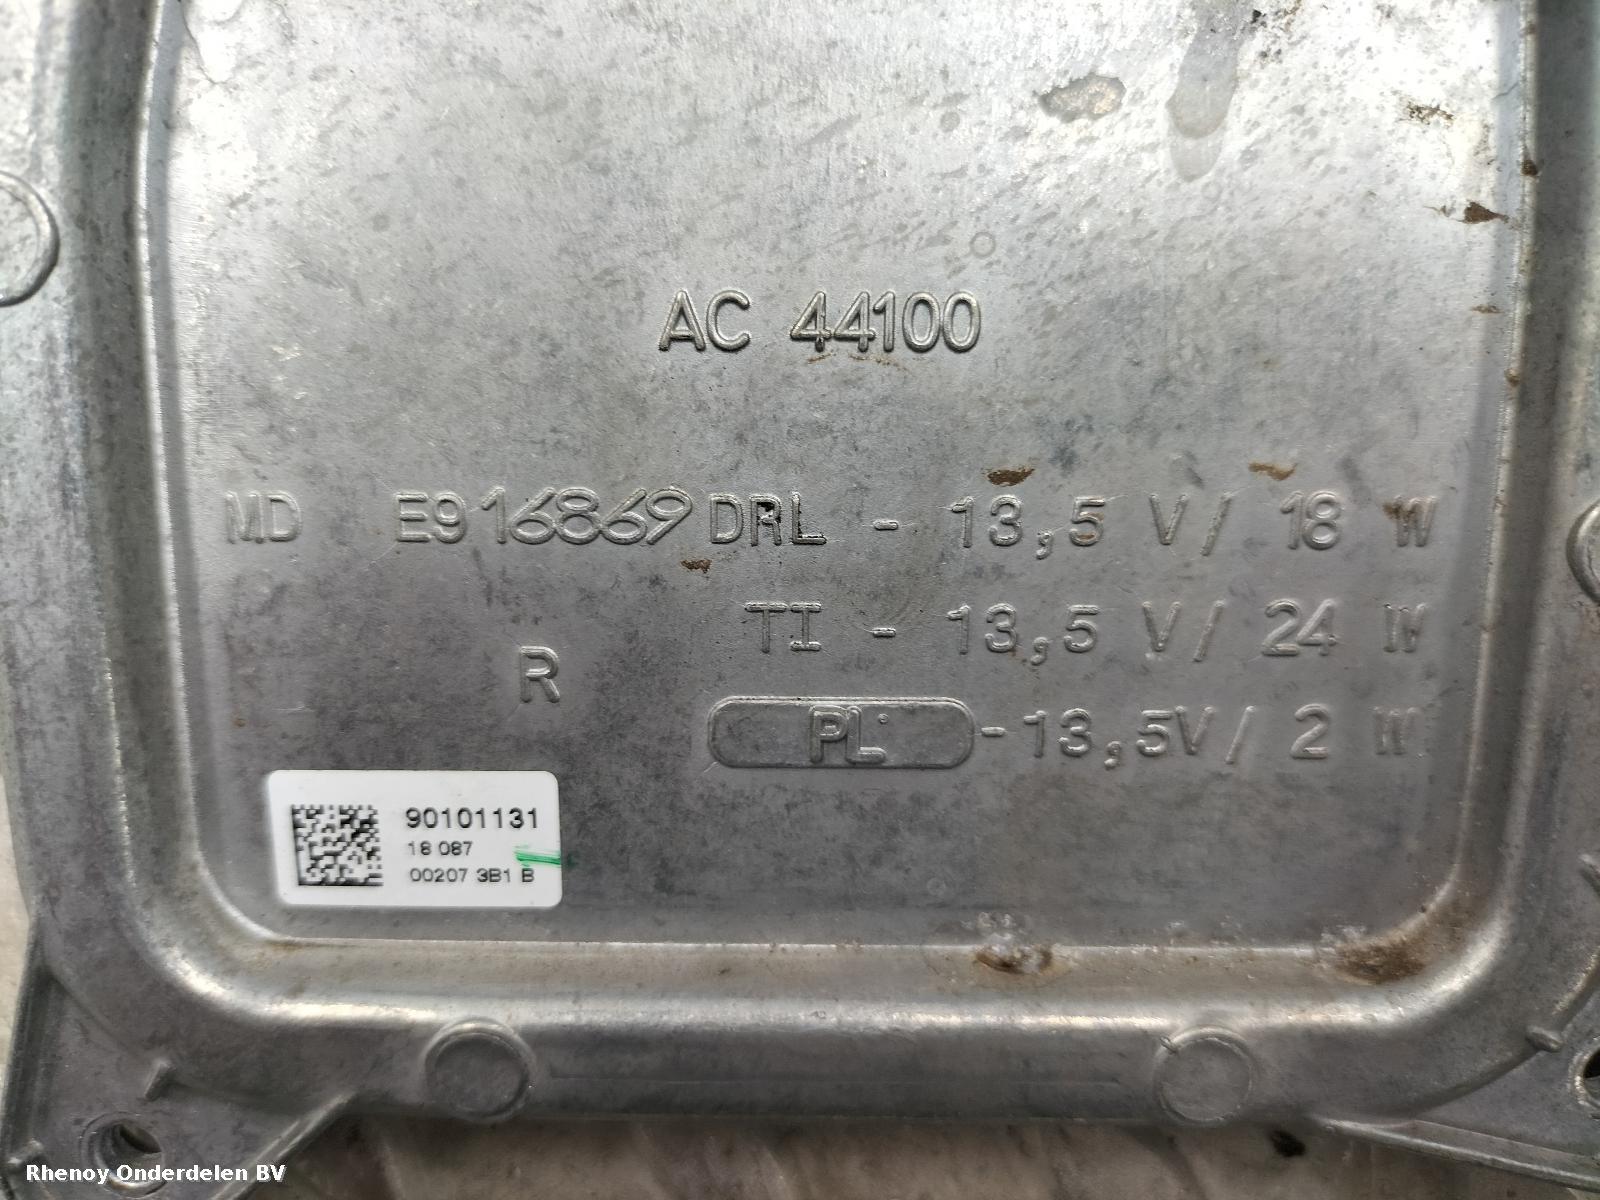 AC 44100
MD E916869 DRL - 13,5 V / 18 W
TI - 13,5 V / 24 W
R
PL - 13,5V / 2 W
90101131
18 087
00207 3B1 B
Rhenoy Onderdelen BV